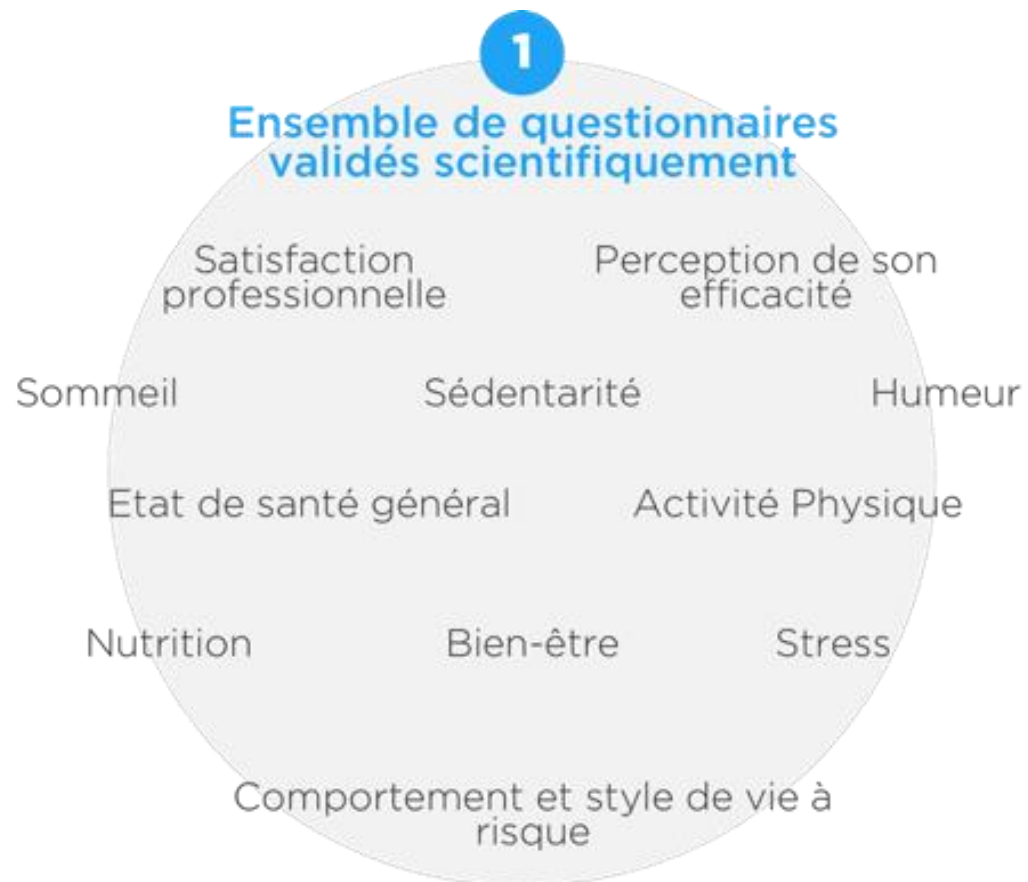 1
Ensemble de questionnaires
validés scientifiquement
Satisfaction
professionnelle
Perception de son
efficacité
Sommeil
Sédentarité
Humeur
Etat de santé général
Activité Physique
Nutrition
Bien-être
Stress
Comportement et style de vie à
risque